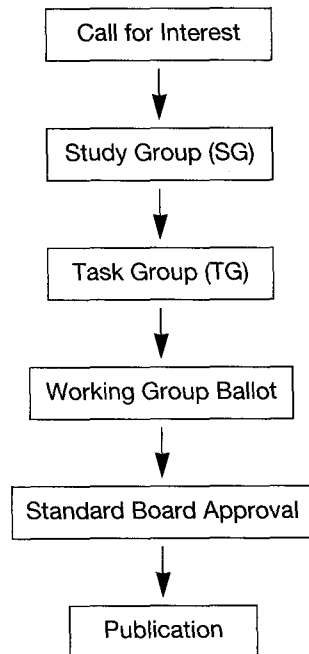 Call for Interest
Study Group (SG)
Task Group (TG)
Working Group Ballot
Standard Board Approval
Publication